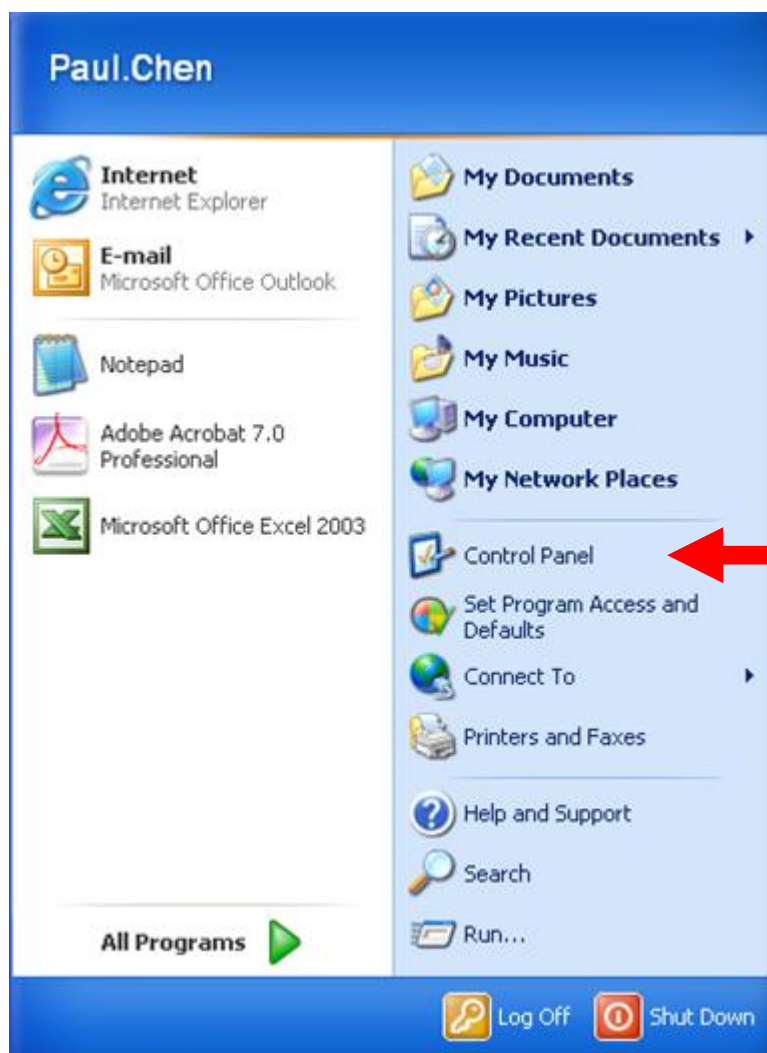 Paul.Chen
Internet
Internet Explorer
E-mail
Microsoft Office Outlook
Notepad
Adobe Acrobat 7.0
Professional
Microsoft Office Excel 2003
All Programs
My Documents
My Recent Documents
My Pictures
My Music
My Computer
My Network Places
Control Panel
Set Program Access and
Defaults
Connect To
Printers and Faxes
Help and Support
Search
Run...
Log Off
Shut Down